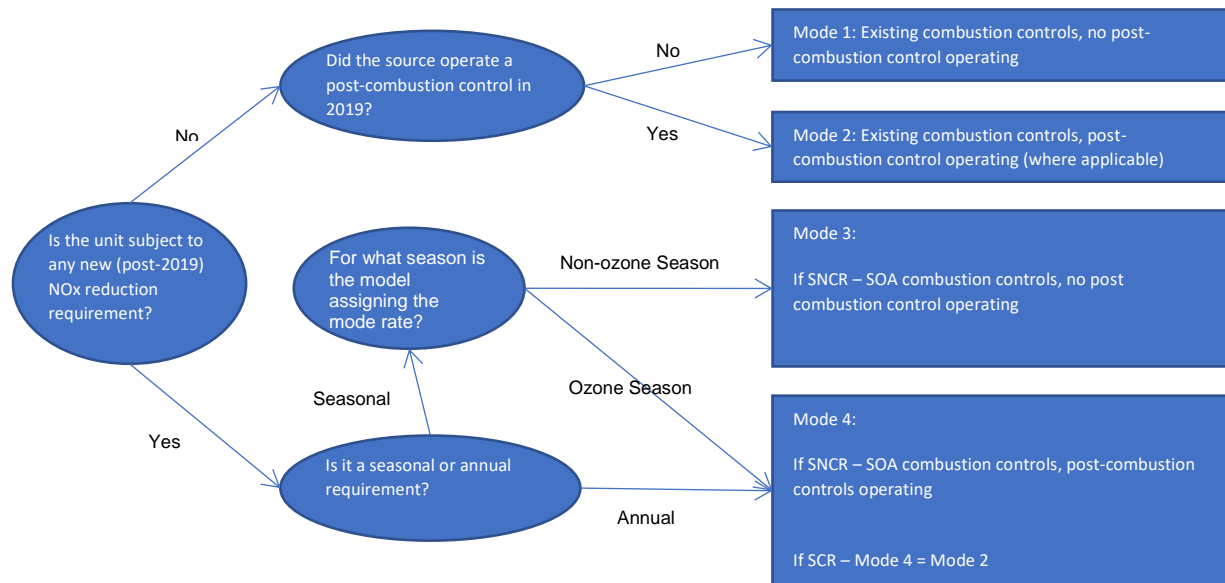 Did the source operate a
post-combustion control in
2019?
No
Mode 1: Existing combustion controls, no post-
combustion control operating
Yes
Mode 2: Existing combustion controls, post-
combustion control operating (where applicable)
No
Is the unit subject to
any new (post-2019)
NOx reduction
requirement?
For what season is
the model
assigning the
mode rate?
Non-ozone Season
Mode 3:
If SNCR – SOA combustion controls, no post
combustion control operating
Ozone Season
Seasonal
Yes
Is it a seasonal or annual
requirement?
Annual
Mode 4:
If SNCR – SOA combustion controls, post-combustion
controls operating
If SCR – Mode 4 = Mode 2